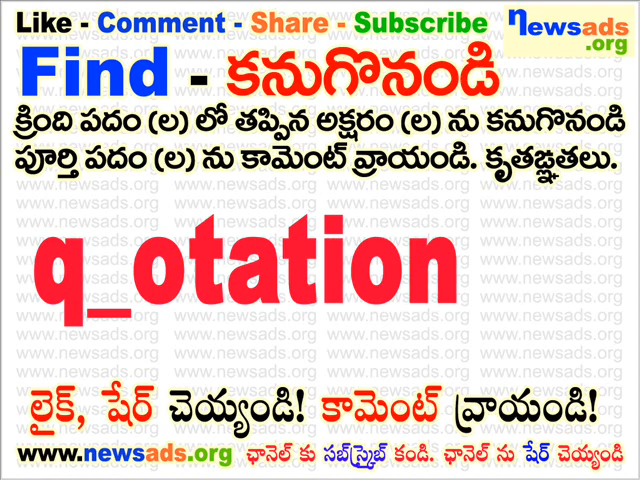 Like - Comment - Share - Subscribe
newsads
.org
Find - కనుగొనండి
క్రింది పదం (ల) లో తప్పిన అక్షరం (ల) ను కనుగొనండి
పూర్తి పదం (ల) ను కామెంట్ వ్రాయండి. కృతఙ్ఞతలు.
q_otation
లైక్, షేర్ చెయ్యండి! కామెంట్ వ్రాయండి!
www.newsads.org ఛానెల్ కు సబ్‌స్క్రైబ్ కండి. ఛానెల్ ను షేర్ చెయ్యండి